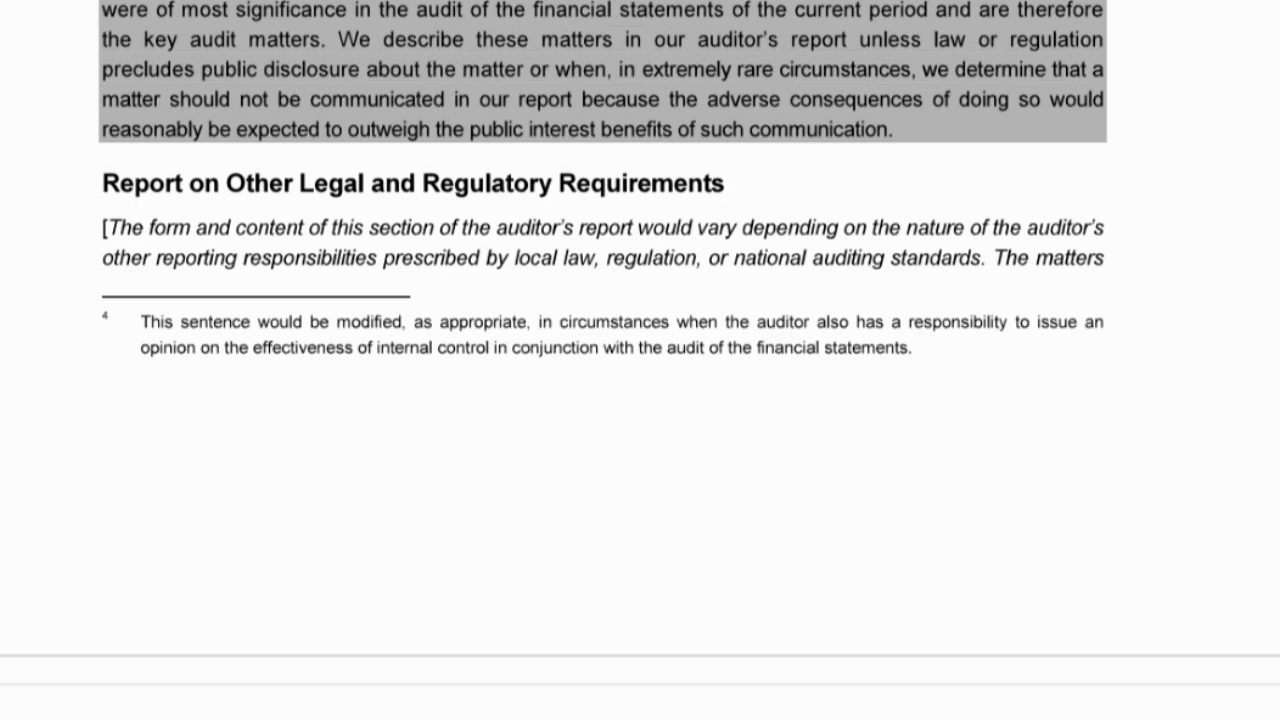 were of most significance in the audit of the financial statements of the current period and are therefore
the key audit matters. We describe these matters in our auditor's report unless law or regulation
precludes public disclosure about the matter or when, in extremely rare circumstances, we determine that a
matter should not be communicated in our report because the adverse consequences of doing so would
reasonably be expected to outweigh the public interest benefits of such communication.
Report on Other Legal and Regulatory Requirements
[The form and content of this section of the auditor's report would vary depending on the nature of the auditor's
other reporting responsibilities prescribed by local law, regulation, or national auditing standards. The matters
4 This sentence would be modified, as appropriate, in circumstances when the auditor also has a responsibility to issue an
opinion on the effectiveness of internal control in conjunction with the audit of the financial statements.